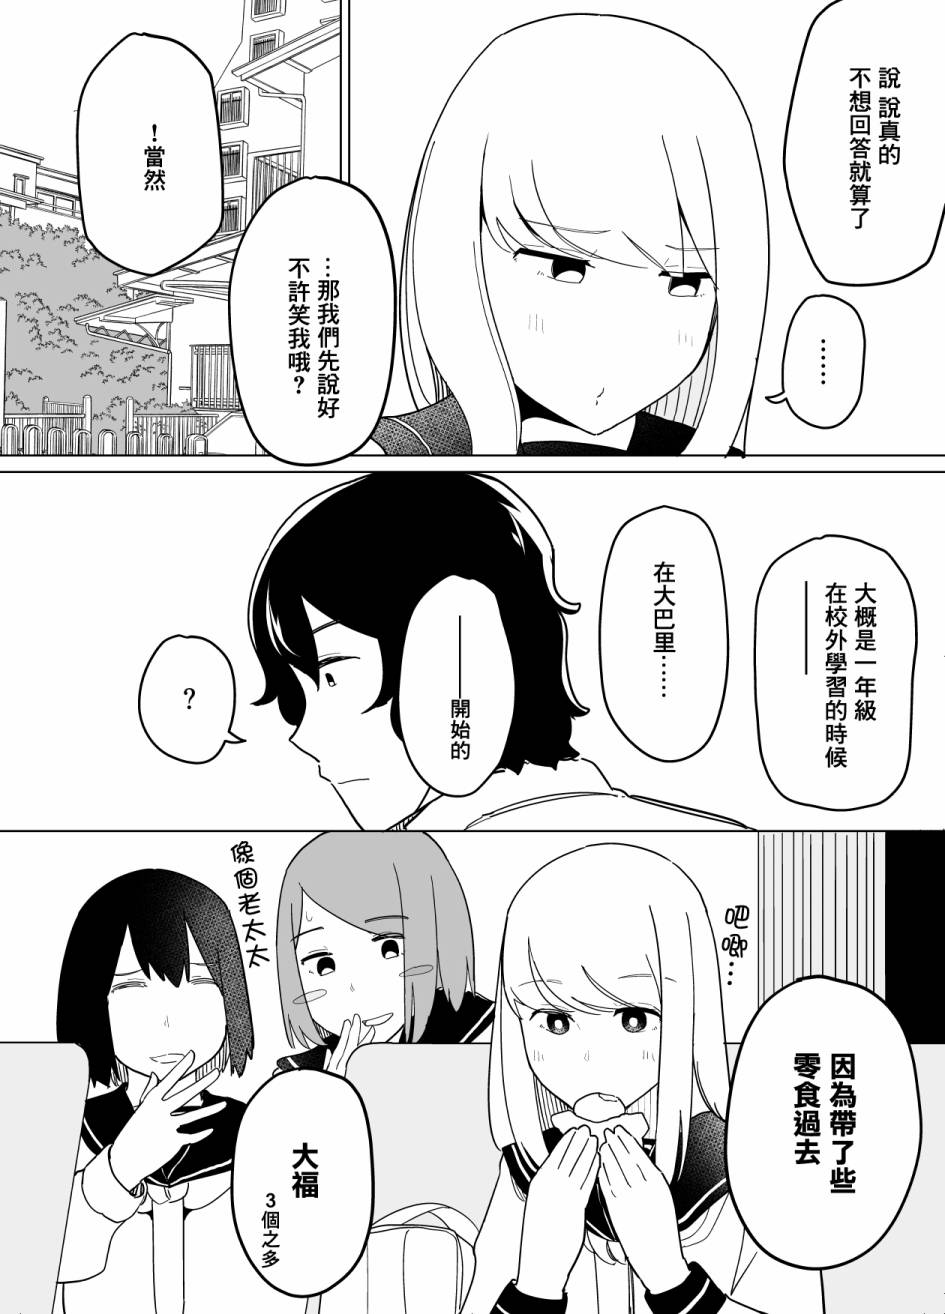 說 說真的
不想回答就算了
……
…那我們先說好
不許笑我哦？
！當然
大概是一年級
在校外學習的時候
——
在大巴里……
——開始的
？
吧唧…
因為帶了些
零食過去
像個老太太
大福
3個之多